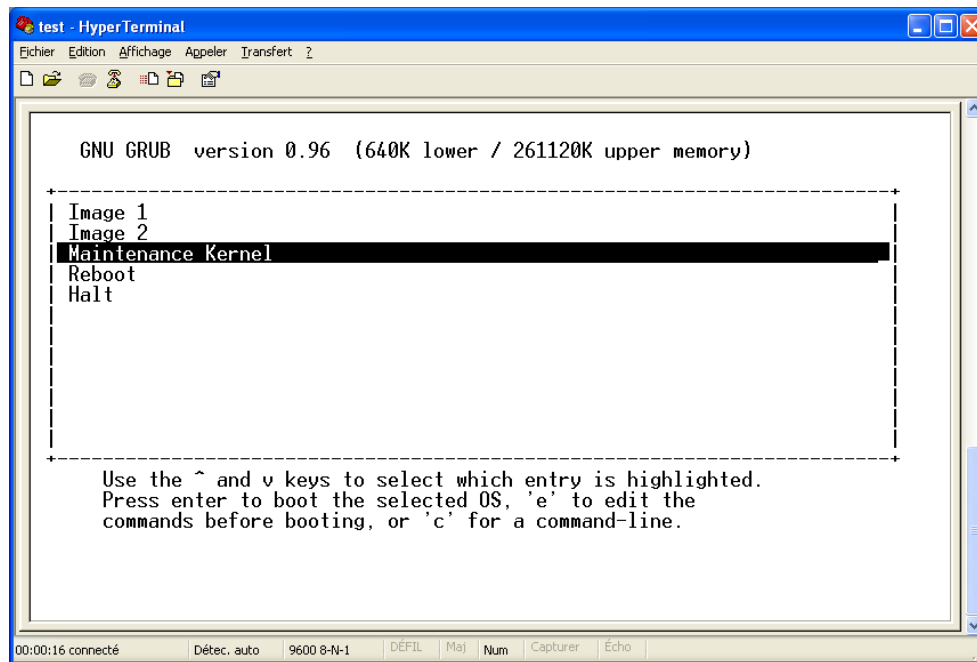 test - HyperTerminal
Fichier Edition Affichage Appeler Transfert ?
GNU GRUB version 0.96 (640K lower / 261120K upper memory)
Image 1
Image 2
Maintenance Kernel
Reboot
Halt
Use the ^ and v keys to select which entry is highlighted.
Press enter to boot the selected OS, 'e' to edit the
commands before booting, or 'c' for a command-line.
00:00:16 connecté Détec. auto 9600 8-N-1 DÉFIL Maj Num Capturer Écho